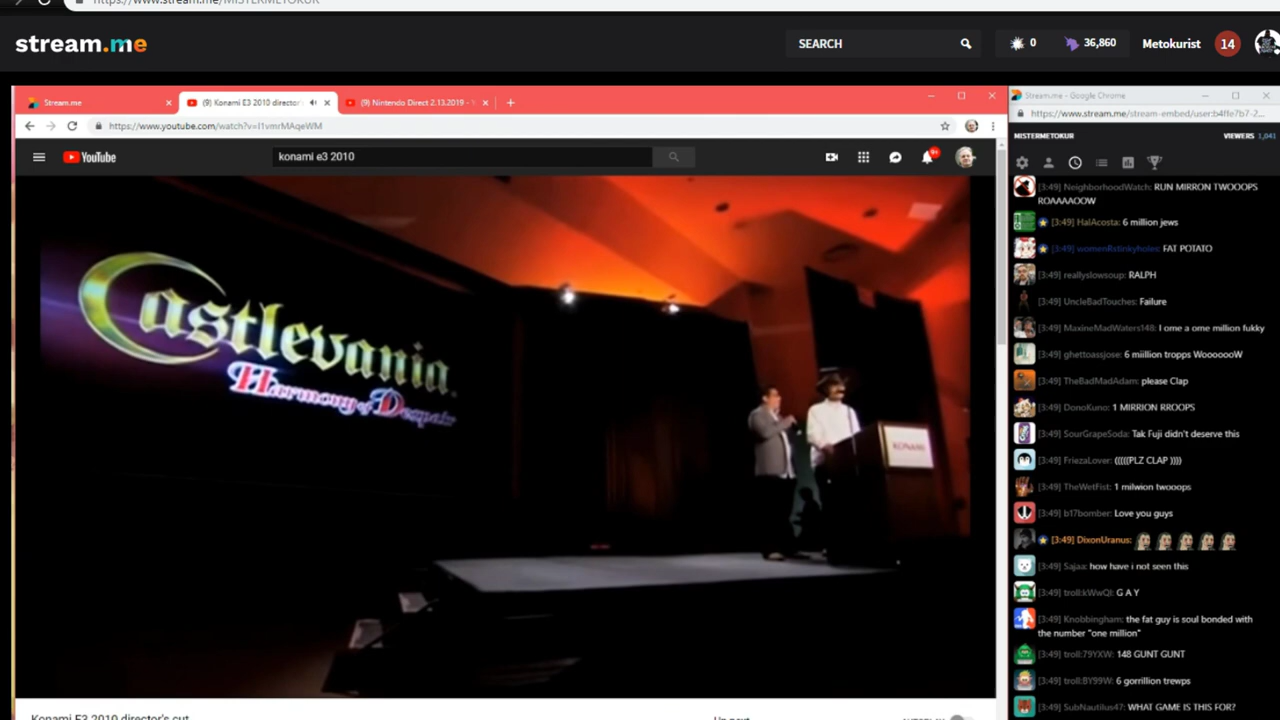 https://www.stream.me/MISTERMETOKUR
stream.me
SEARCH
0
36,860
Metokurist
14
Stream.me
(9) Konami E3 2010 director'
(9) Nintendo Direct 2.13.2019 -
https://www.youtube.com/watch?v=l1vmrMAqeWM
YouTube
konami e3 2010
9+
Castlevania
Harmony of Despair
KONAMI
Konami E3 2010 director's cut
Up next
AUTOPLAY
Stream.me - Google Chrome
https://www.stream.me/stream-embed/user:b4ffe7b7-2...
MISTERMETOKUR
VIEWERS 1,041
[3:49] NeighborhoodWatch: RUN MIRRON TWOOOPS
ROAAAAOOW
[3:49] HalAcosta: 6 million jews
[3:49] womenRstinkyholes: FAT POTATO
[3:49] reallyslowsoup: RALPH
[3:49] UncleBadTouches: Failure
[3:49] MaxineMadWaters148: I ome a ome million fukky
[3:49] ghettoassjose: 6 miillion tropps WooooooW
[3:49] TheBadMadAdam: please Clap
[3:49] DonoKuno: 1 MIRRION RROOPS
[3:49] SourGrapeSoda: Tak Fuji didn't deserve this
[3:49] FriezaLover: (((((PLZ CLAP ))))
[3:49] TheWetFist: 1 milwion twooops
[3:49] b17bomber: Love you guys
[3:49] DixonUranus:
[3:49] Sajaa: how have i not seen this
[3:49] troll:kWwQI: G A Y
[3:49] Knobbingham: the fat guy is soul bonded with
the number "one million"
[3:49] troll:79YXW: 148 GUNT GUNT
[3:49] troll:BY99W: 6 gorrillion trewps
[3:49] SubNautilus47: WHAT GAME IS THIS FOR?